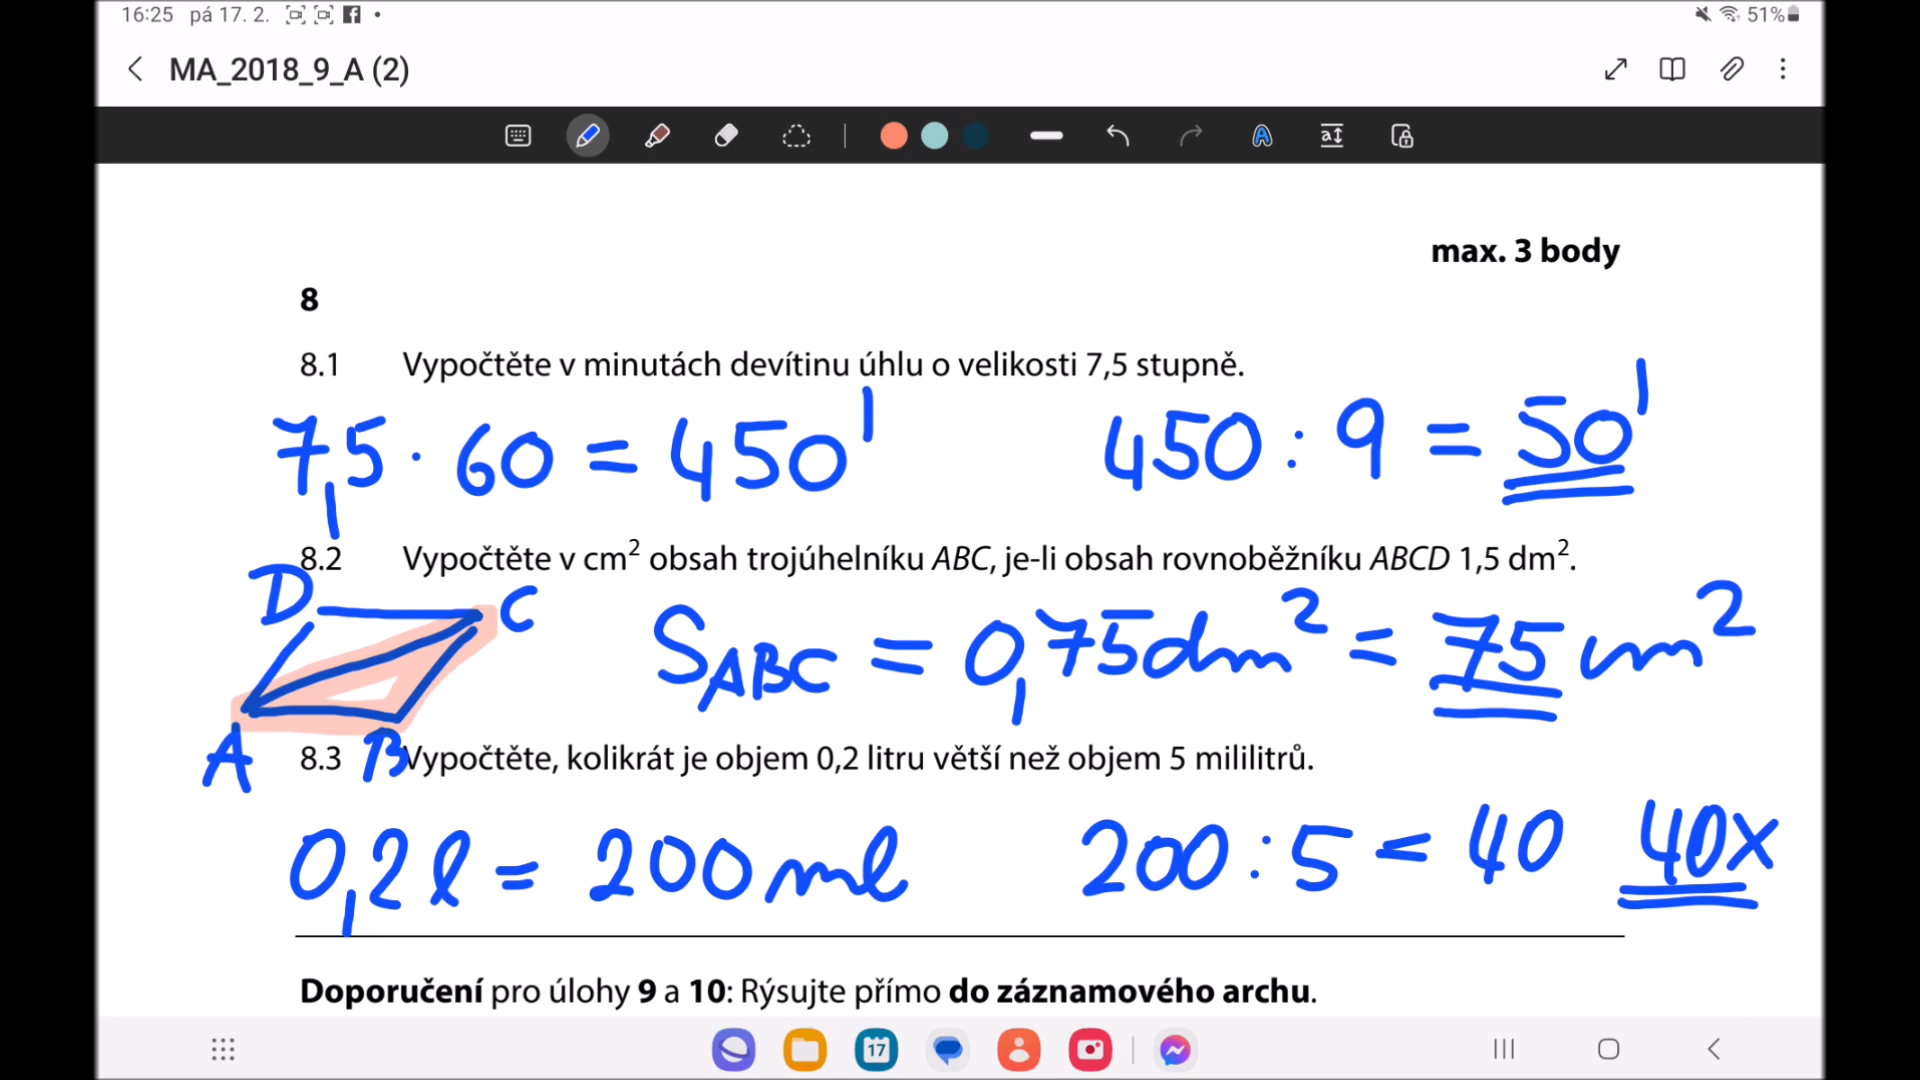 16:25 pá 17. 2.
51%
MA_2018_9_A (2)
max. 3 body
8
8.1 Vypočtěte v minutách devítinu úhlu o velikosti 7,5 stupně.
7,5 · 60 = 450' 450 : 9 = 50'
8.2 Vypočtěte v cm² obsah trojúhelníku ABC, je-li obsah rovnoběžníku ABCD 1,5 dm².
D C
S_ABC = 0,75 dm² = 75 cm²
A B
8.3 Vypočtěte, kolikrát je objem 0,2 litru větší než objem 5 mililitrů.
0,2 l = 200 ml 200 : 5 = 40 40x
Doporučení pro úlohy 9 a 10: Rýsujte přímo do záznamového archu.
17